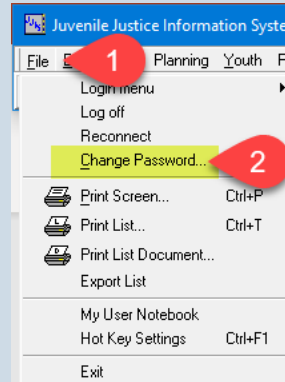 Juvenile Justice Information Syste
File 1 Planning Youth F
Login menu
Log off
Reconnect
Change Password... 2
Print Screen... Ctrl+P
Print List... Ctrl+T
Print List Document...
Export List
My User Notebook
Hot Key Settings Ctrl+F1
Exit